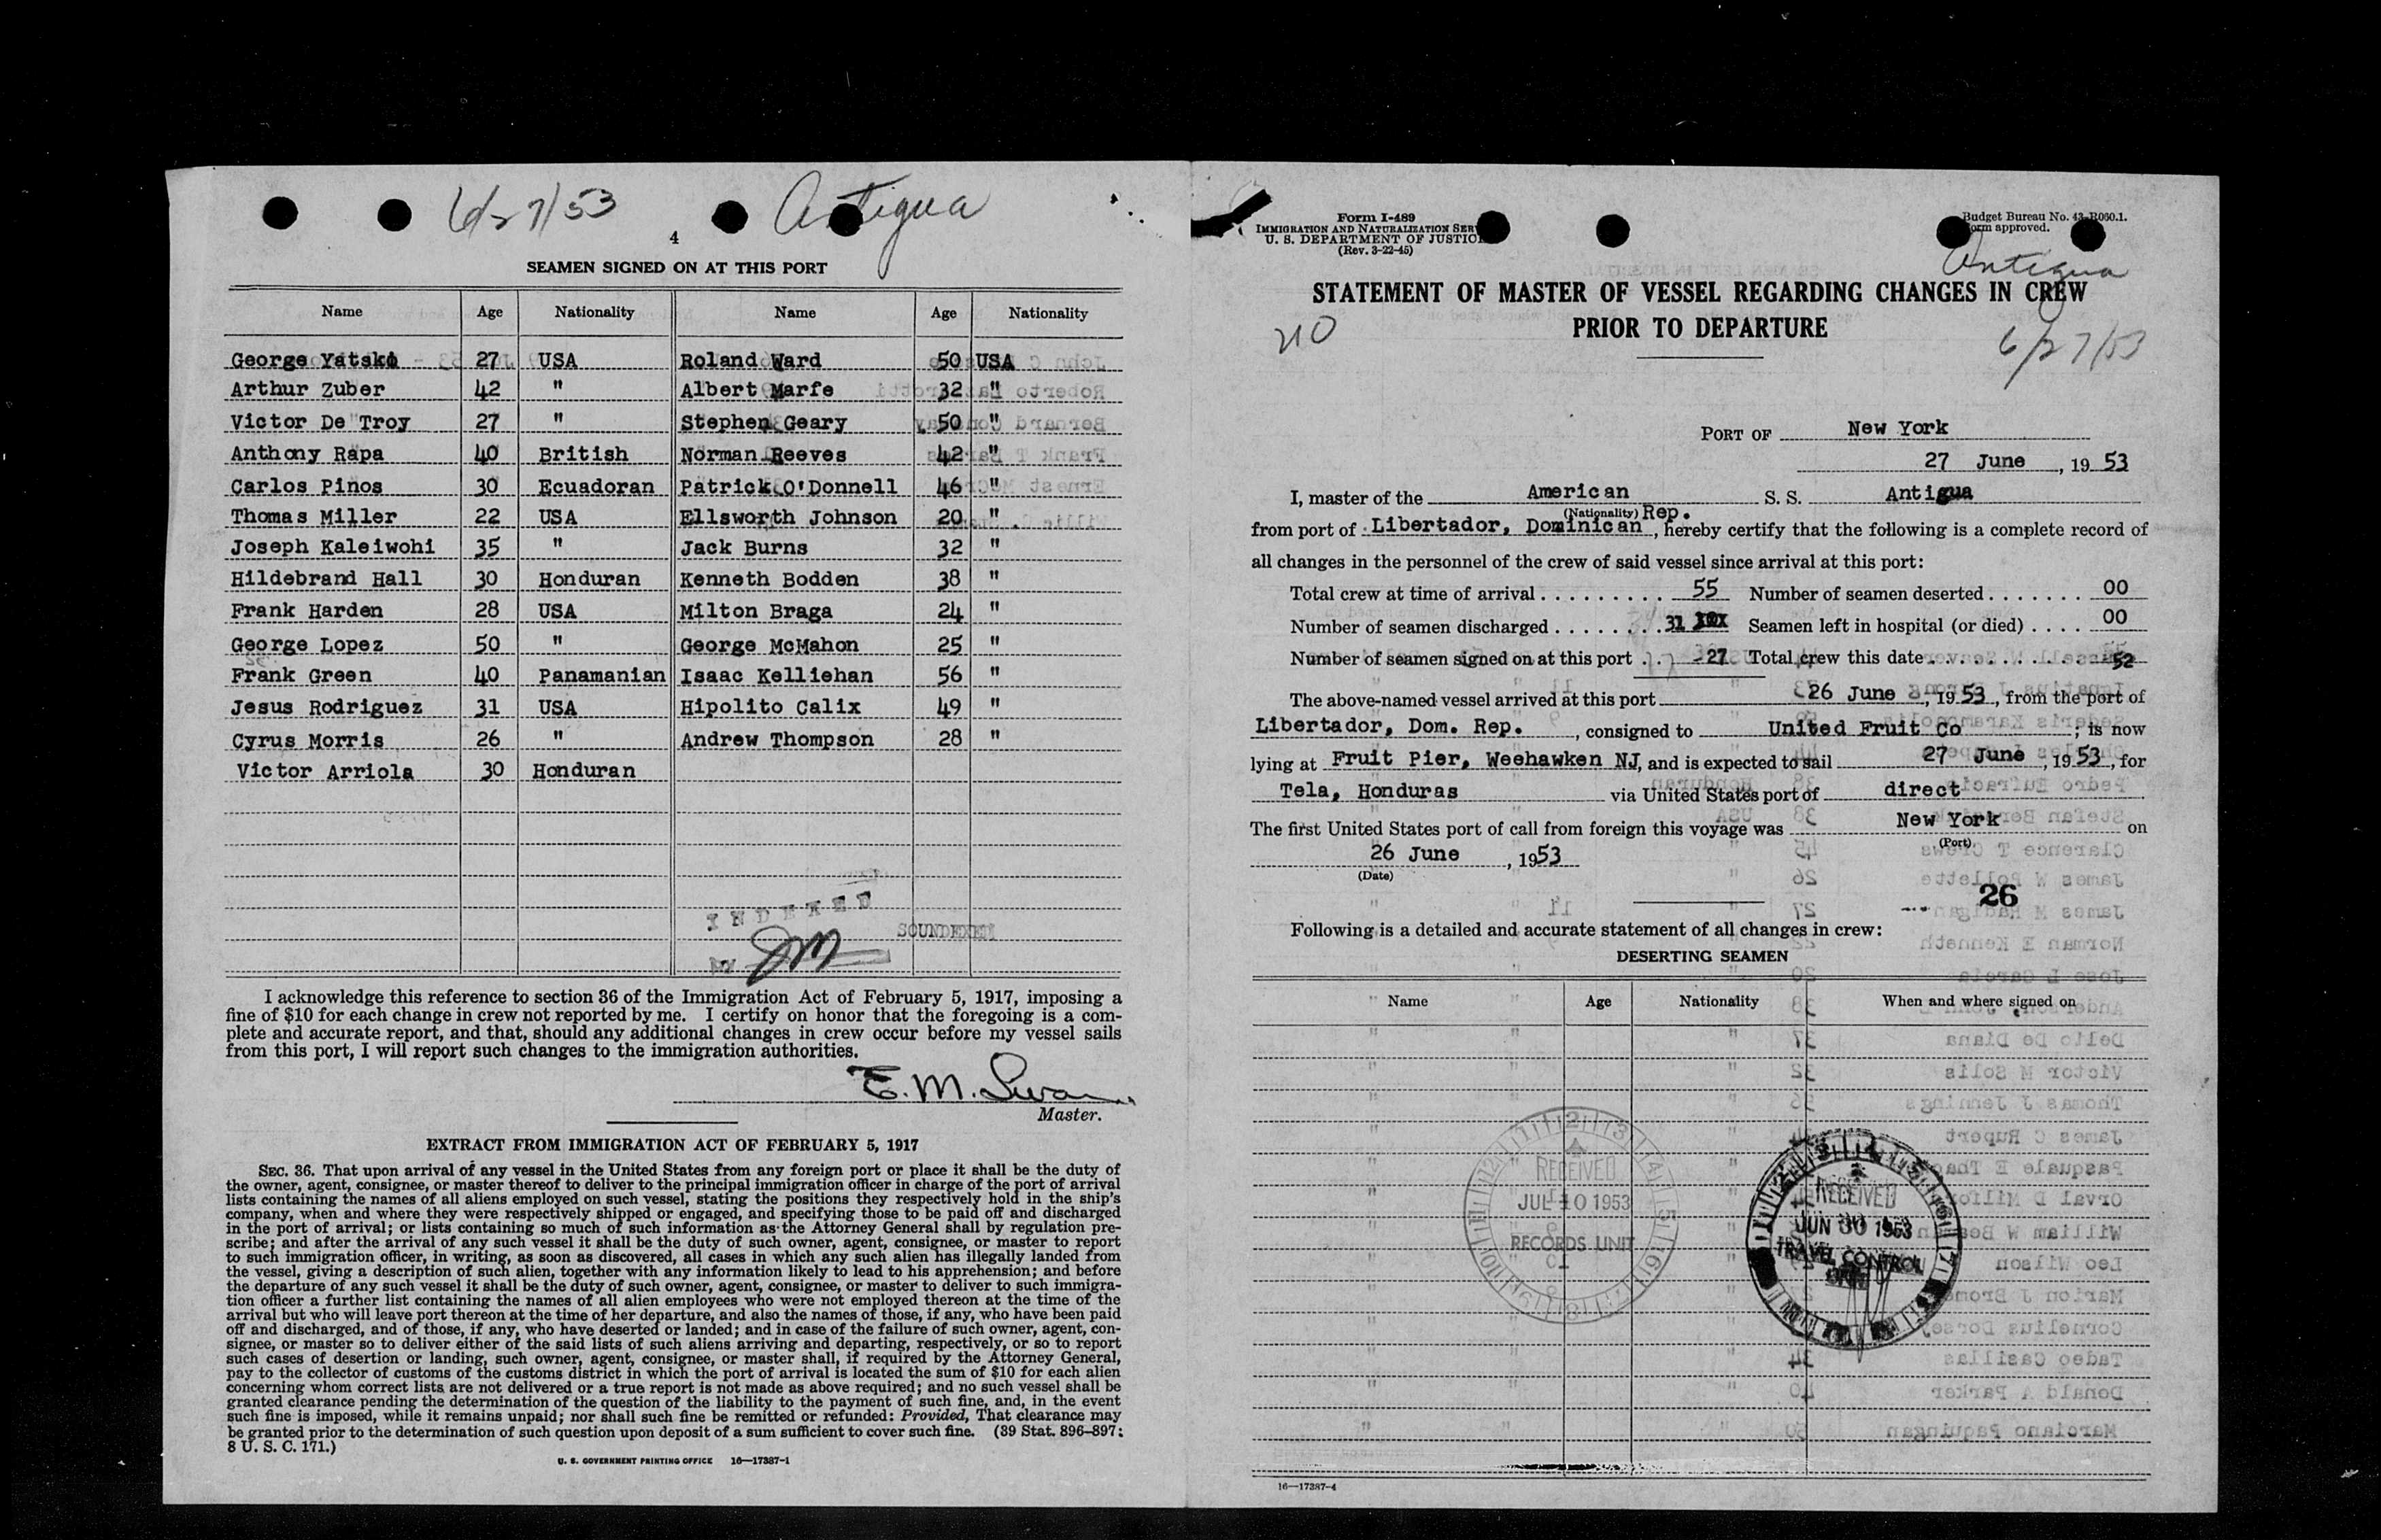 6/27/53 Antigua
4
SEAMEN SIGNED ON AT THIS PORT
Name Age Nationality Name Age Nationality
George Yatsko 27 USA Roland Ward 50 USA
Arthur Zuber 42 " Albert Marfe 32 "
Victor De Troy 27 " Stephen Geary 50 "
Anthony Rapa 40 British Norman Reeves 42 "
Carlos Pinos 30 Ecuadoran Patrick O'Donnell 46 "
Thomas Miller 22 USA Ellsworth Johnson 20 "
Joseph Kaleiwohi 35 " Jack Burns 32 "
Hildebrand Hall 30 Honduran Kenneth Bodden 38 "
Frank Harden 28 USA Milton Braga 24 "
George Lopez 50 " George McMahon 25 "
Frank Green 40 Panamanian Isaac Kelliehan 56 "
Jesus Rodriguez 31 USA Hipolito Calix 49 "
Cyrus Morris 26 " Andrew Thompson 28 "
Victor Arriola 30 Honduran
INDEXED
SOUNDEXED
BY JM
I acknowledge this reference to section 36 of the Immigration Act of February 5, 1917, imposing a
fine of $10 for each change in crew not reported by me. I certify on honor that the foregoing is a com-
plete and accurate report, and that, should any additional changes in crew occur before my vessel sails
from this port, I will report such changes to the immigration authorities.
E. M. Swan
Master.
EXTRACT FROM IMMIGRATION ACT OF FEBRUARY 5, 1917
SEC. 36. That upon arrival of any vessel in the United States from any foreign port or place it shall be the duty of
the owner, agent, consignee, or master thereof to deliver to the principal immigration officer in charge of the port of arrival
lists containing the names of all aliens employed on such vessel, stating the positions they respectively hold in the ship's
company, when and where they were respectively shipped or engaged, and specifying those to be paid off and discharged
in the port of arrival; or lists containing so much of such information as the Attorney General shall by regulation pre-
scribe; and after the arrival of any such vessel it shall be the duty of such owner, agent, consignee, or master to report
to such immigration officer, in writing, as soon as discovered, all cases in which any such alien has illegally landed from
the vessel, giving a description of such alien, together with any information likely to lead to his apprehension; and before
the departure of any such vessel it shall be the duty of such owner, agent, consignee, or master to deliver to such immigra-
tion officer a further list containing the names of all alien employees who were not employed thereon at the time of the
arrival but who will leave port thereon at the time of her departure, and also the names of those, if any, who have been paid
off and discharged, and of those, if any, who have deserted or landed; and in case of the failure of such owner, agent, con-
signee, or master so to deliver either of the said lists of such aliens arriving and departing, respectively, or so to report
such cases of desertion or landing, such owner, agent, consignee, or master shall, if required by the Attorney General,
pay to the collector of customs of the customs district in which the port of arrival is located the sum of $10 for each alien
concerning whom correct lists are not delivered or a true report is not made as above required; and no such vessel shall be
granted clearance pending the determination of the question of the liability to the payment of such fine, and, in the event
such fine is imposed, while it remains unpaid; nor shall such fine be remitted or refunded: Provided, That clearance may
be granted prior to the determination of such question upon deposit of a sum sufficient to cover such fine. (39 Stat. 896–897;
8 U. S. C. 171.)
U. S. GOVERNMENT PRINTING OFFICE 16—17387-1
Form I-489
IMMIGRATION AND NATURALIZATION SER
U. S. DEPARTMENT OF JUSTIC
(Rev. 3-22-45)
Budget Bureau No. 43-R060.1.
Form approved.
Antigua
STATEMENT OF MASTER OF VESSEL REGARDING CHANGES IN CREW
PRIOR TO DEPARTURE
210
6/27/53
PORT OF New York
27 June, 1953
I, master of the American S. S. Antigua
(Nationality)
from port of Libertador, Dominican Rep., hereby certify that the following is a complete record of
all changes in the personnel of the crew of said vessel since arrival at this port:
Total crew at time of arrival 55 Number of seamen deserted 00
Number of seamen discharged 31 Seamen left in hospital (or died) 00
Number of seamen signed on at this port 27 Total crew this date 52
The above-named vessel arrived at this port 26 June, 1953, from the port of
Libertador, Dom. Rep., consigned to United Fruit Co; is now
lying at Fruit Pier, Weehawken NJ, and is expected to sail 27 June, 1953, for
Tela, Honduras via United States port of direct
The first United States port of call from foreign this voyage was New York on
(Port)
26 June, 1953
(Date)
26
Following is a detailed and accurate statement of all changes in crew:
DESERTING SEAMEN
Name Age Nationality When and where signed on
RECEIVED
JUL 10 1953
RECORDS UNIT
RECEIVED
JUN 30 1953
TRAVEL CONTROL
UNIT
16—17387-4